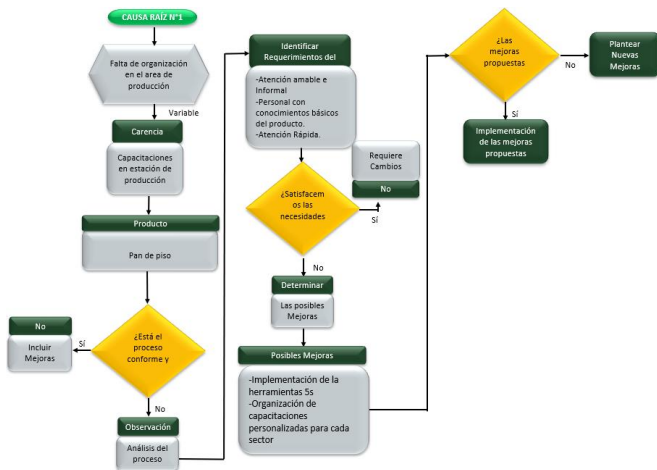 CAUSA RAÍZ N°1
Falta de organización
en el area de
producción
Variable
Carencia
Capacitaciones
en estación de
producción
Producto
Pan de piso
¿Está el
proceso
conforme y
Sí
No
Incluir
Mejoras
No
Observación
Análisis del
proceso
Identificar
Requerimientos del
-Atención amable e
Informal
-Personal con
conocimientos básicos
del producto.
-Atención Rápida.
¿Satisfacem
os las
necesidades
Sí
Requiere
Cambios
No
No
Determinar
Las posibles
Mejoras
Posibles Mejoras
-Implementación de la
herramientas 5s
-Organización de
capacitaciones
personalizadas para cada
sector
¿Las
mejoras
propuestas
No
Plantear
Nuevas
Mejoras
Sí
Implementación
de las mejoras
propuestas